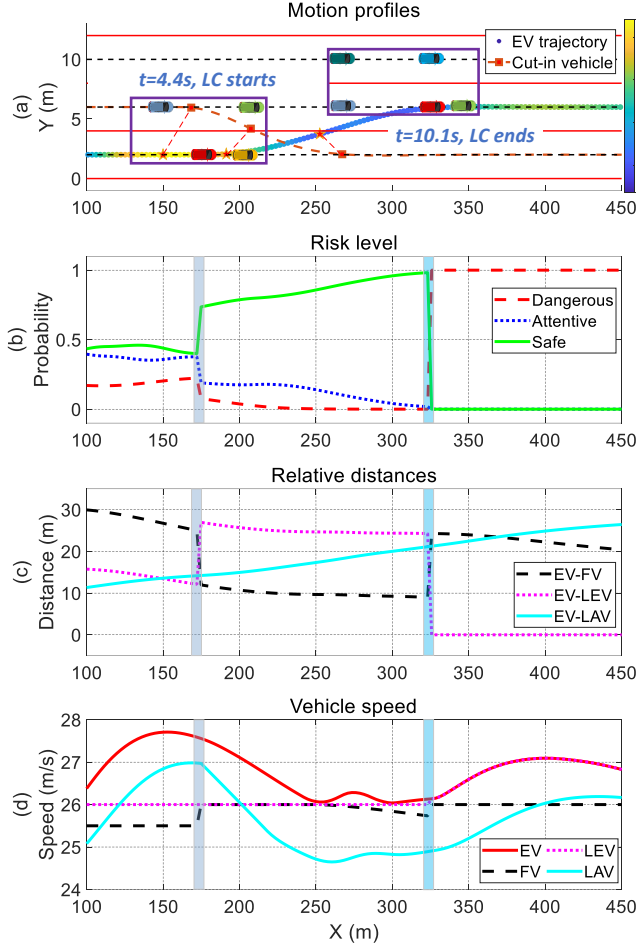 Motion profiles
EV trajectory
Cut-in vehicle
t=4.4s, LC starts
t=10.1s, LC ends
(a)
Y (m)
10
5
0
100 150 200 250 300 350 400 450
Risk level
Dangerous
Attentive
Safe
(b)
Probability
1
0.5
0
100 150 200 250 300 350 400 450
Relative distances
EV-FV
EV-LEV
EV-LAV
(c)
Distance (m)
30
20
10
0
100 150 200 250 300 350 400 450
Vehicle speed
EV
LEV
FV
LAV
(d)
Speed (m/s)
28
27
26
25
24
100 150 200 250 300 350 400 450
X (m)